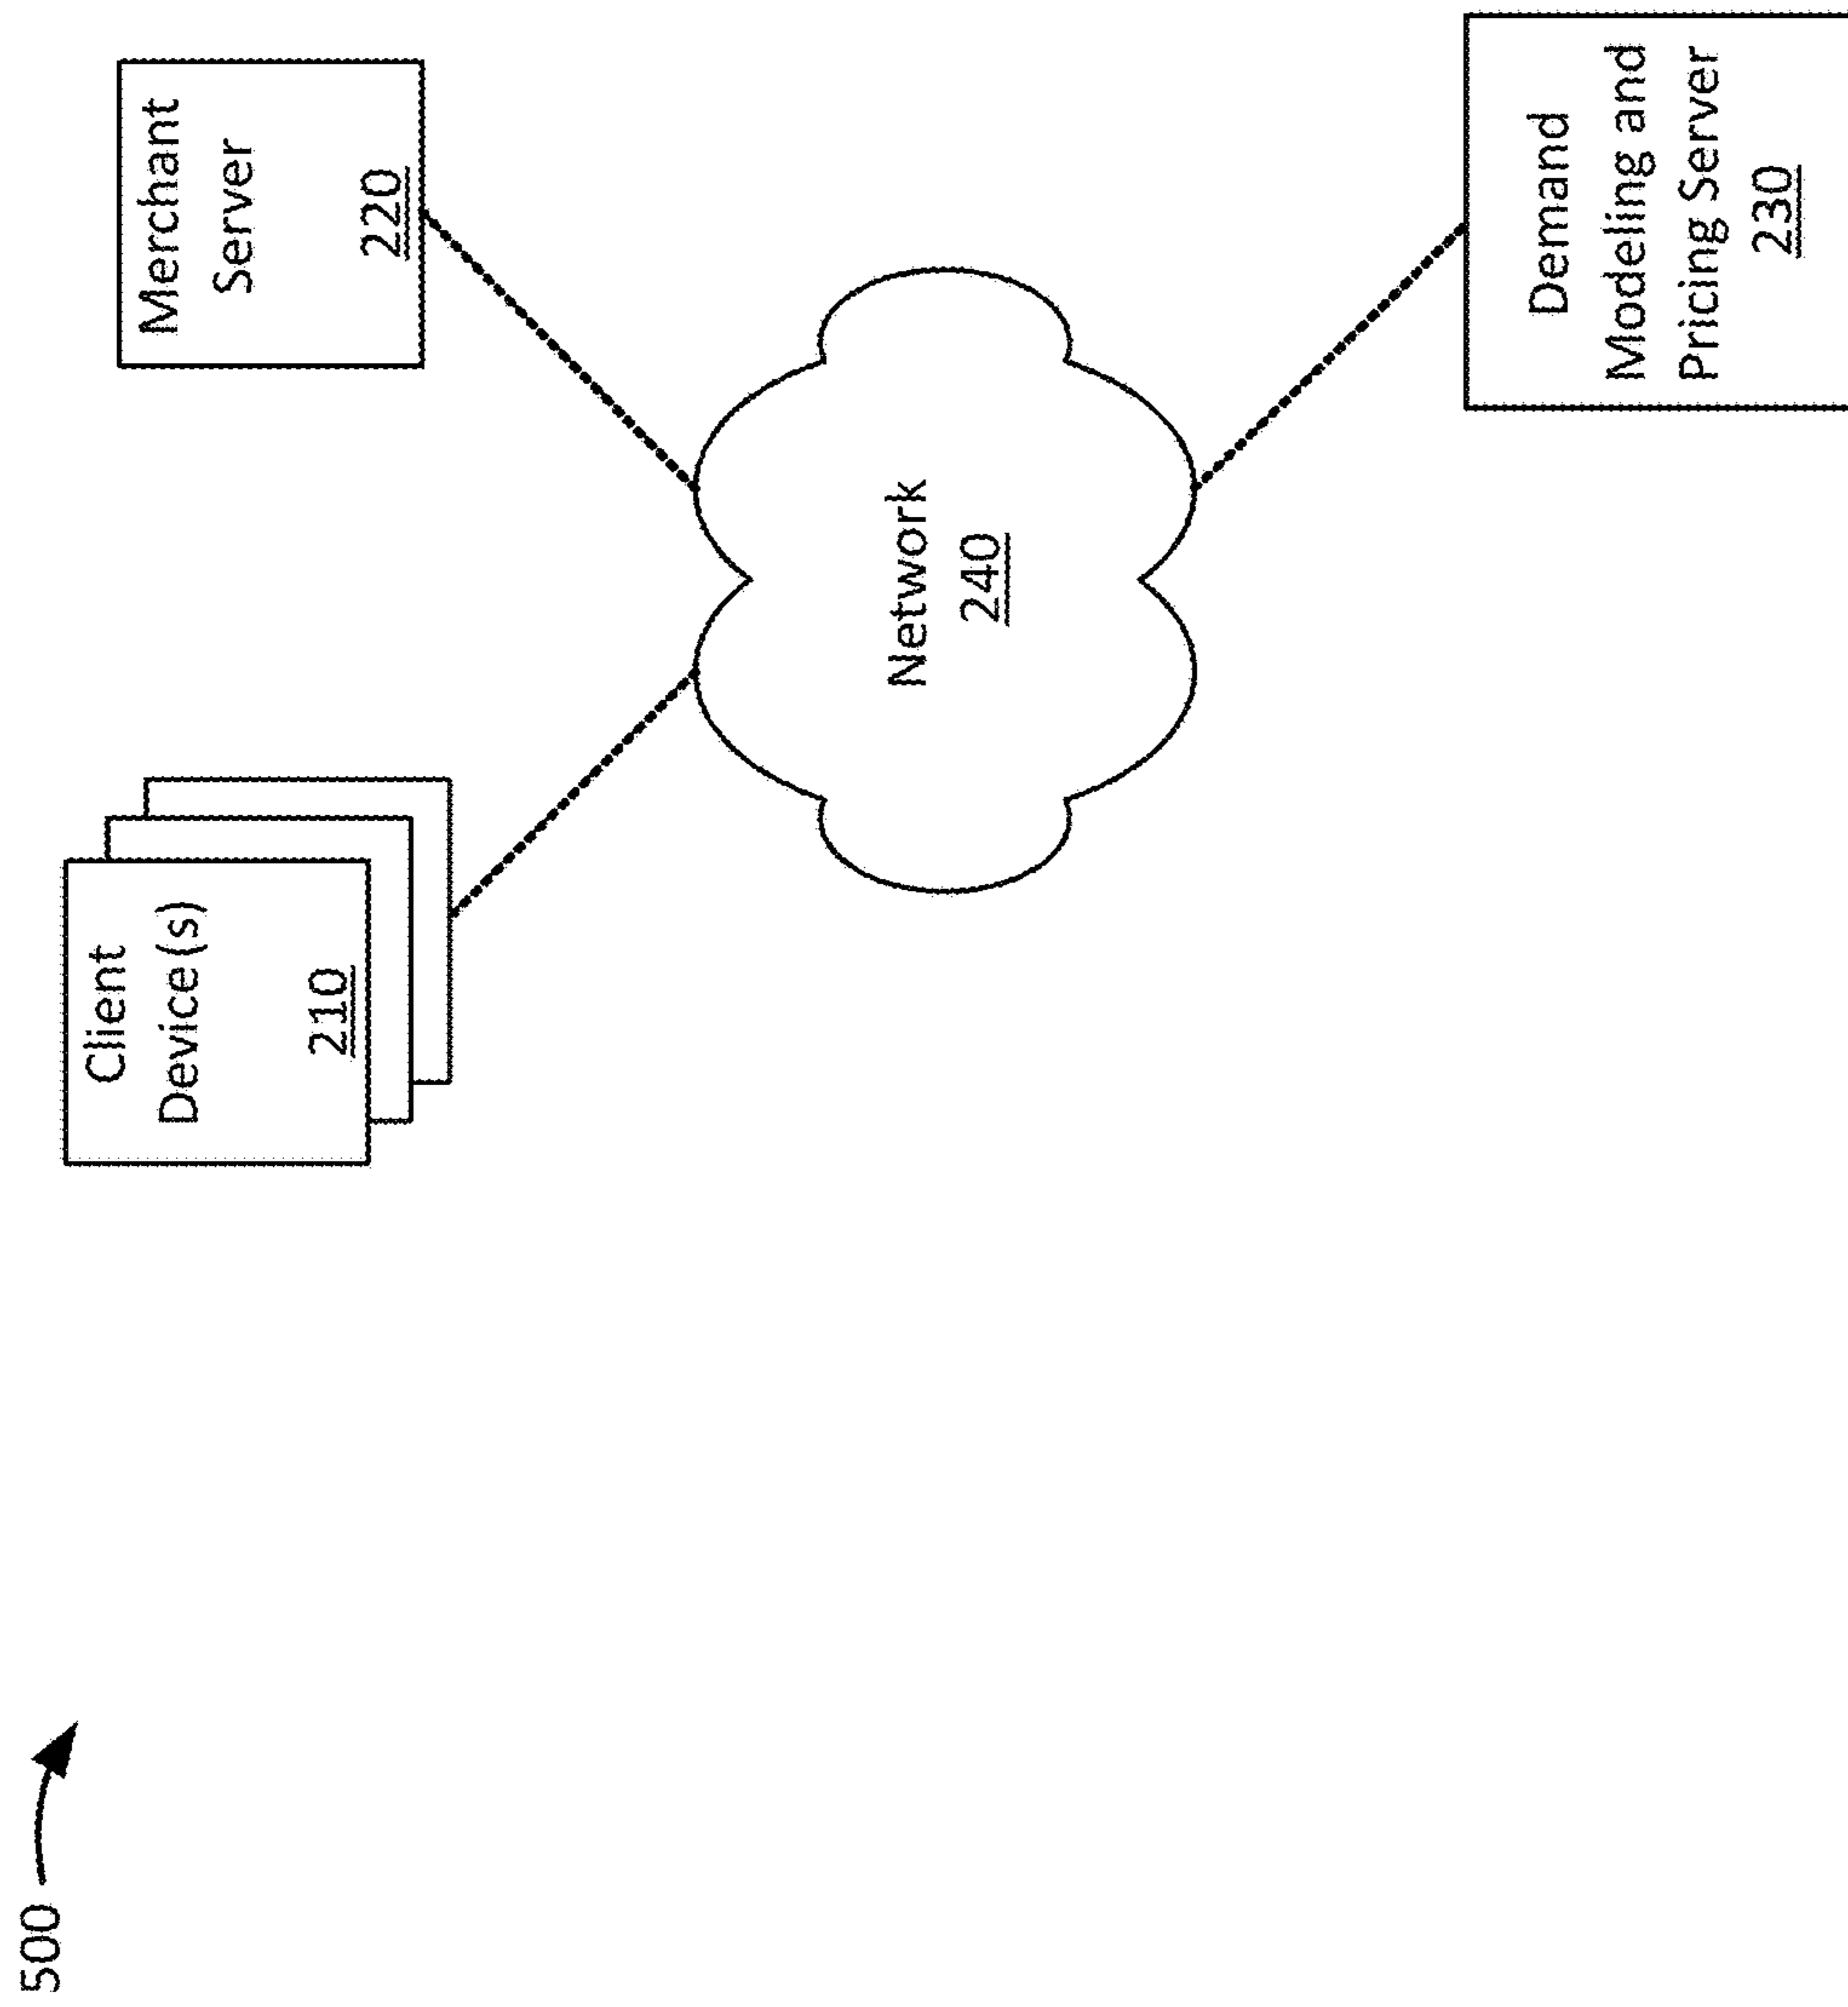 500
Client
Device(s)
210
Merchant
Server
220
Network
240
Demand
Modeling and
Pricing Server
230